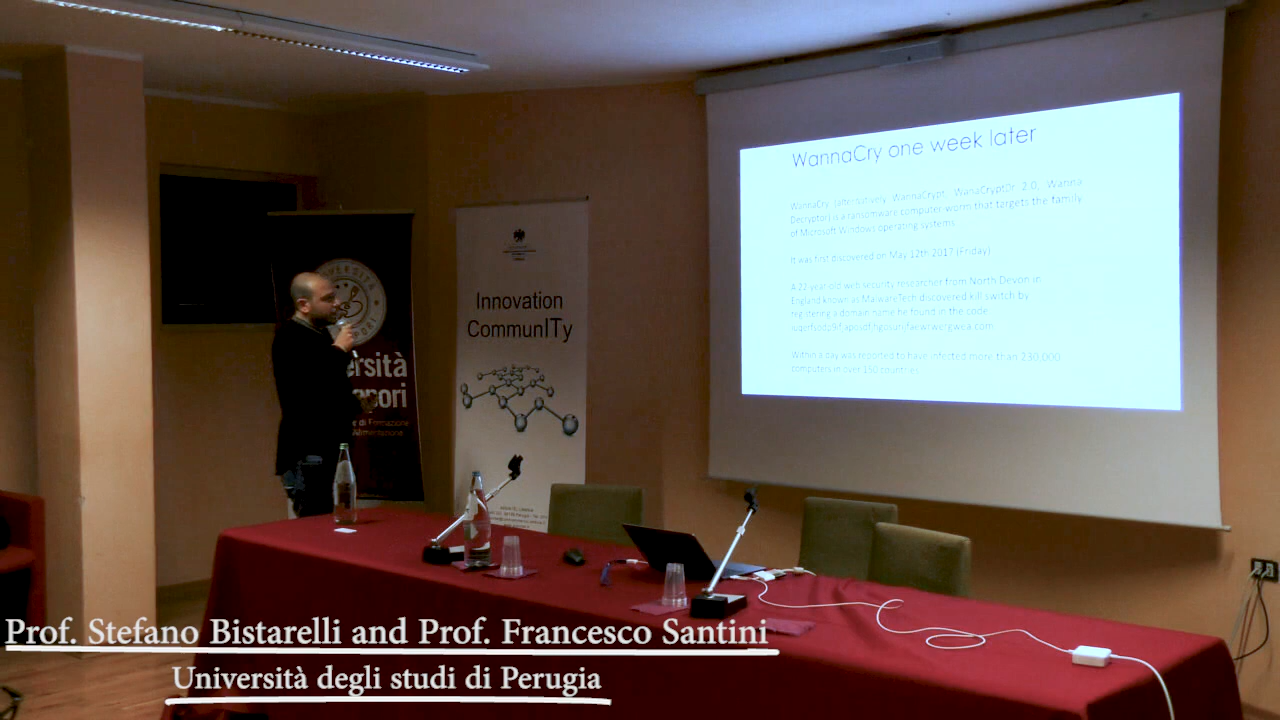 WannaCry one week later
WannaCry (alternatively WannaCrypt, WanaCrypt0r 2.0, Wanna
Decryptor) is a ransomware computer worm that targets the family
of Microsoft Windows operating systems.
It was first discovered on May 12th 2017 (Friday)
A 22 year old web security researcher from North Devon in
England known as MalwareTech discovered kill switch by
registering a domain name he found in the code
Within a day was reported to have infected more than 230,000
computers in over 150 countries
Innovation
CommunITy
Prof. Stefano Bistarelli and Prof. Francesco Santini
Università degli studi di Perugia